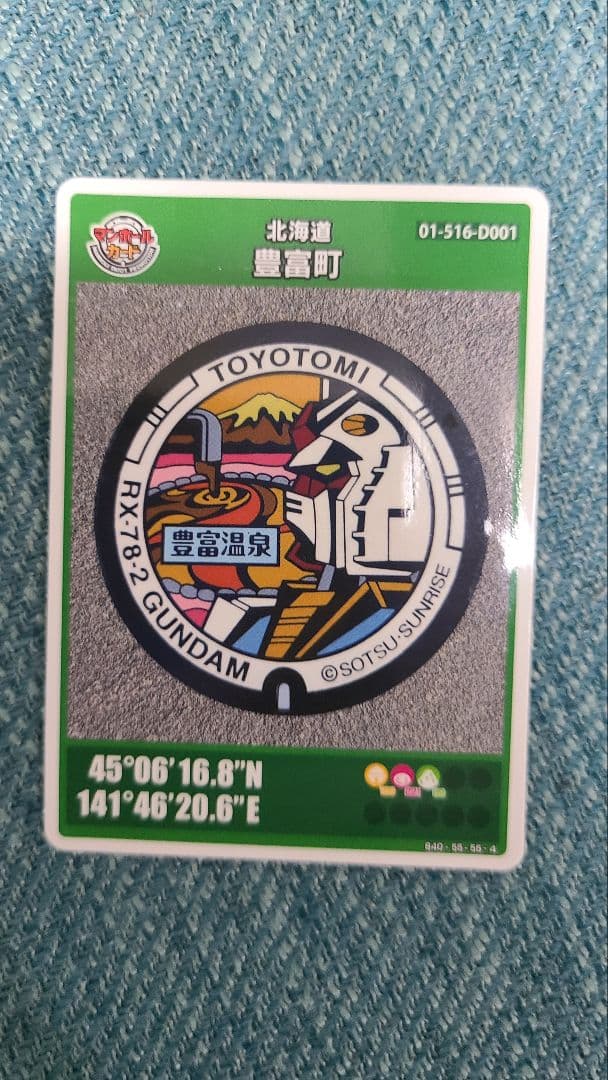 マンホール
カード
北海道
豊富町
01-516-D001
TOYOTOMI
豊富温泉
RX-78-2 GUNDAM
©SOTSU・SUNRISE
45°06'16.8"N
141°46'20.6"E